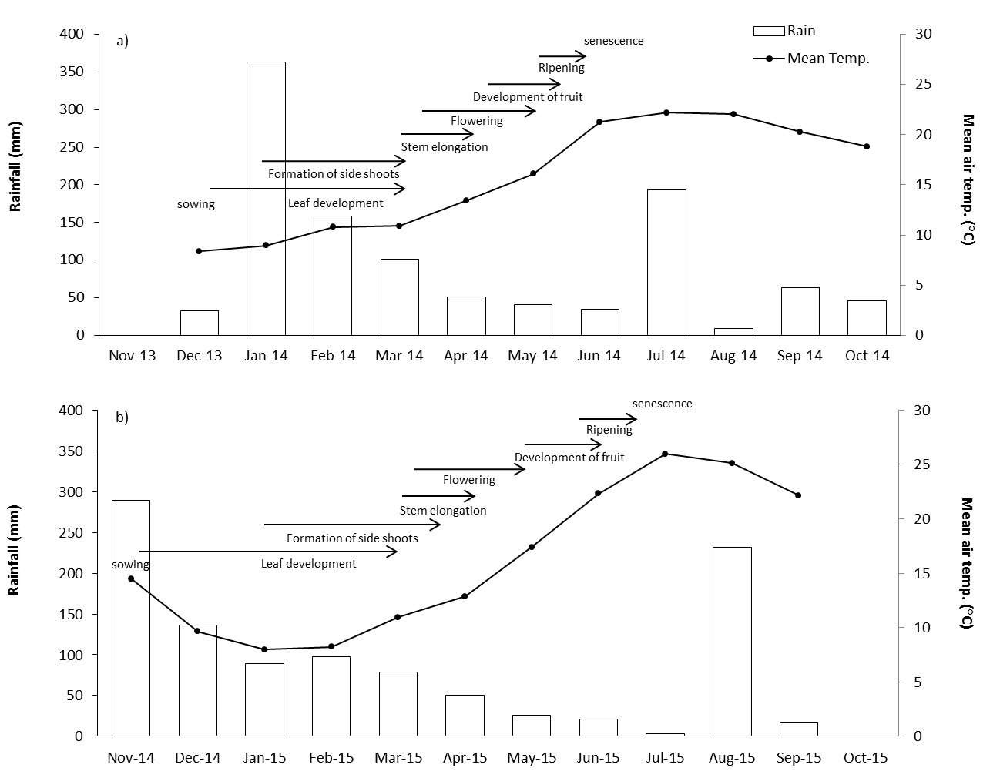 a)
Rain
Mean Temp.
400
350
300
250
200
150
100
50
0
Rainfall (mm)
30
25
20
15
10
5
0
Mean air temp. (°C)
senescence
Ripening
Development of fruit
Flowering
Stem elongation
Formation of side shoots
Leaf development
sowing
Nov-13 Dec-13 Jan-14 Feb-14 Mar-14 Apr-14 May-14 Jun-14 Jul-14 Aug-14 Sep-14 Oct-14
b)
400
350
300
250
200
150
100
50
0
Rainfall (mm)
30
25
20
15
10
5
0
Mean air temp. (°C)
senescence
Ripening
Development of fruit
Flowering
Stem elongation
Formation of side shoots
Leaf development
sowing
Nov-14 Dec-14 Jan-15 Feb-15 Mar-15 Apr-15 May-15 Jun-15 Jul-15 Aug-15 Sep-15 Oct-15